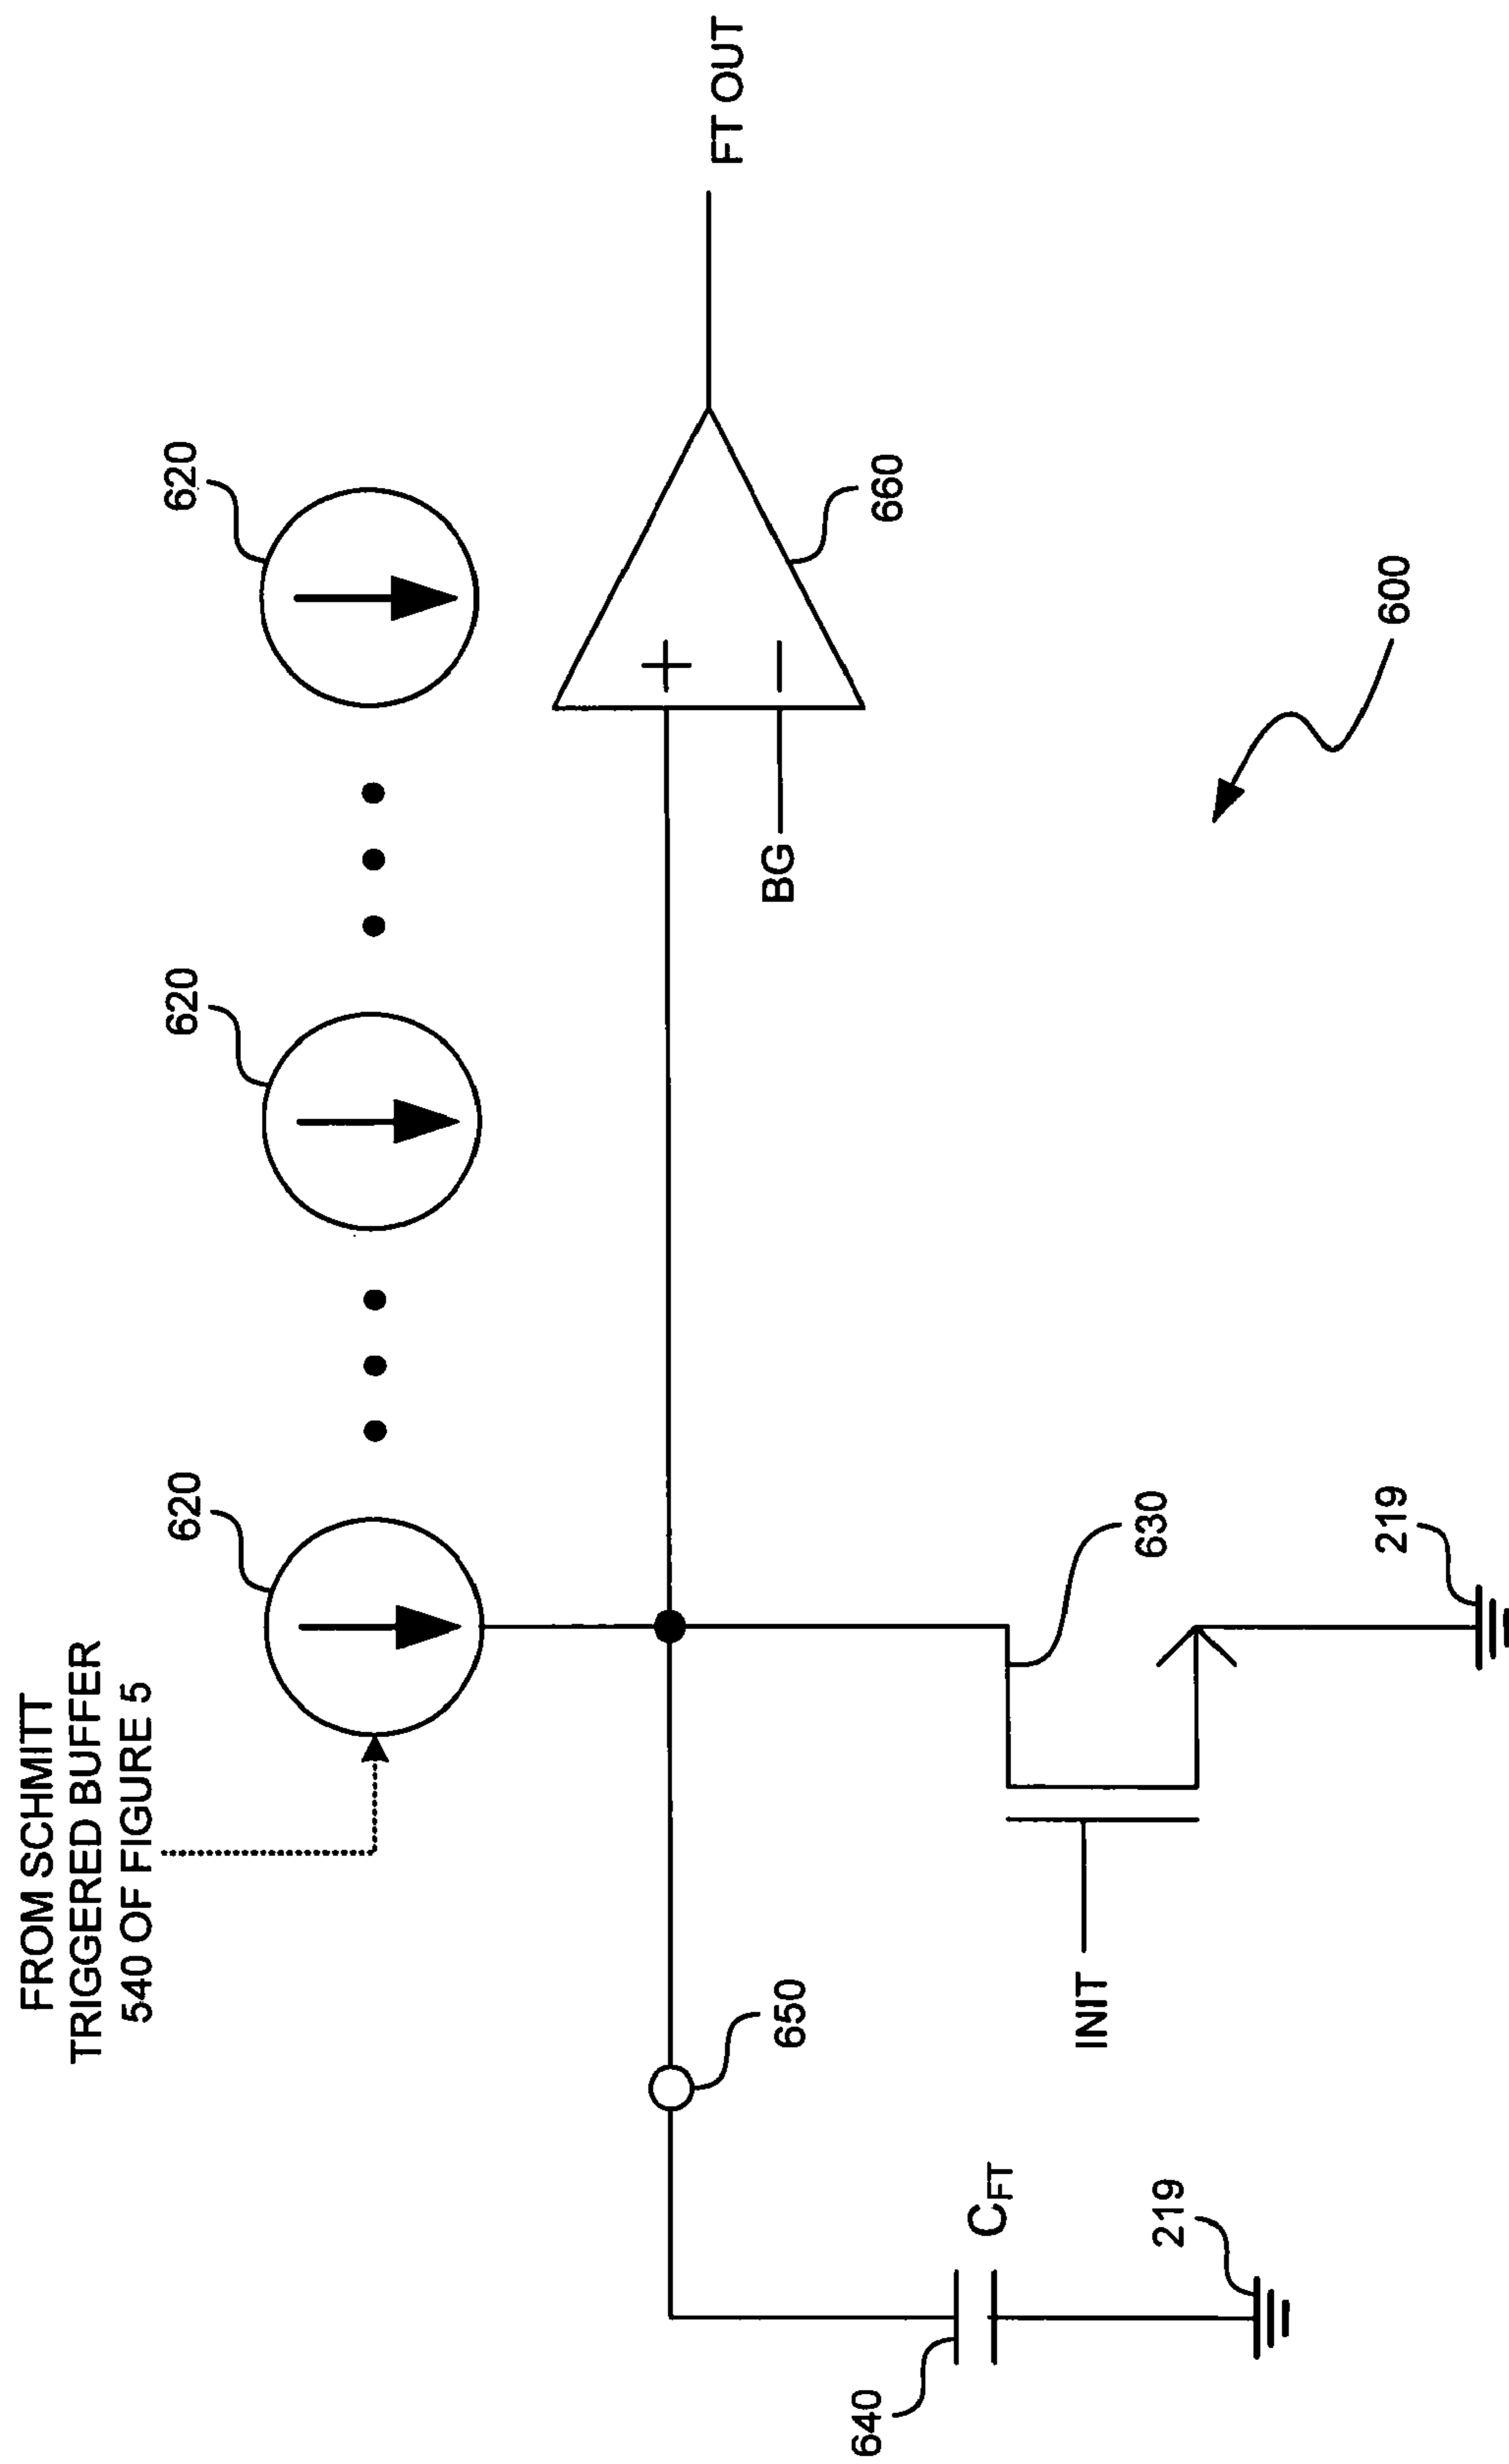 FROM SCHMITT
TRIGGERED BUFFER
540 OF FIGURE 5
620
620
620
FT OUT
+
−
660
BG
650
640
C_FT
219
INIT
630
219
600